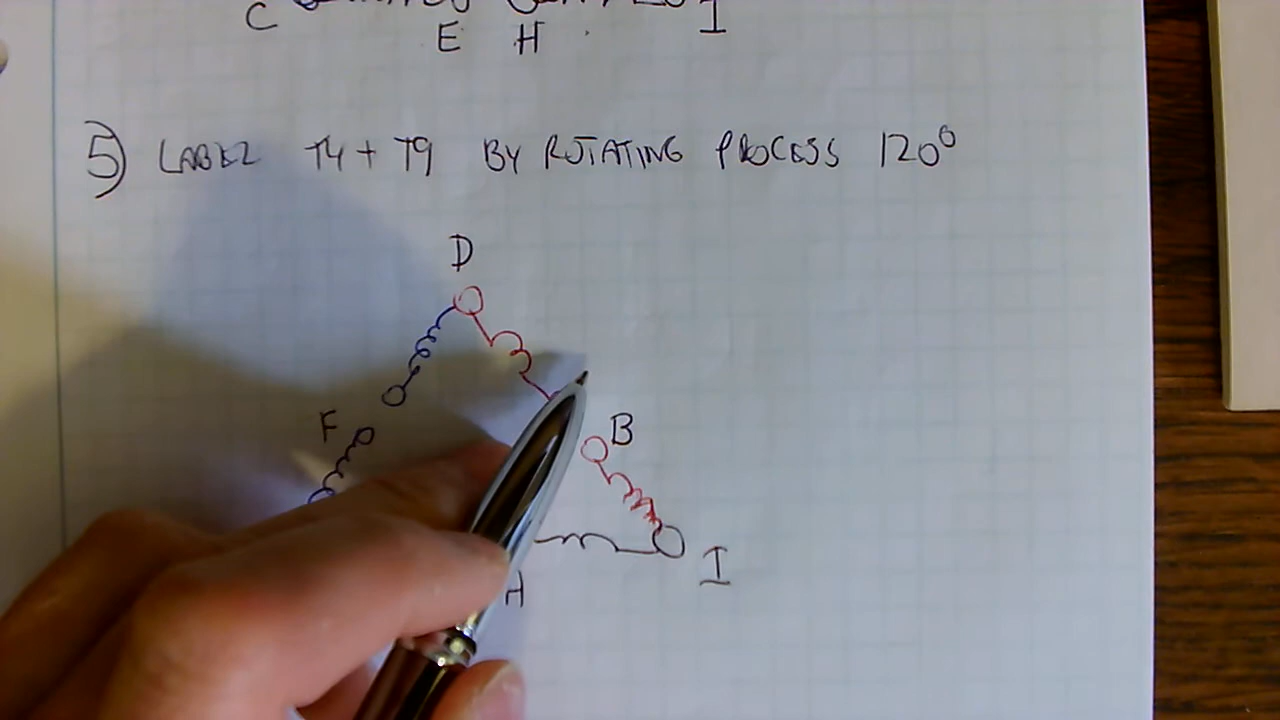 C
E H I
5) LABEL T4 + T9 BY ROTATING PROCESS 120°
D
F
B
I
H